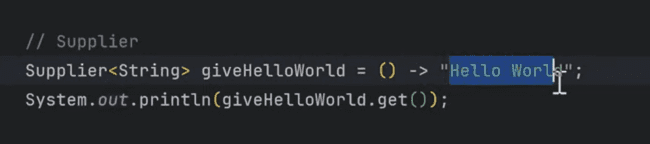 // Supplier
Supplier<String> giveHelloWorld = () -> "Hello World";
System.out.println(giveHelloWorld.get());